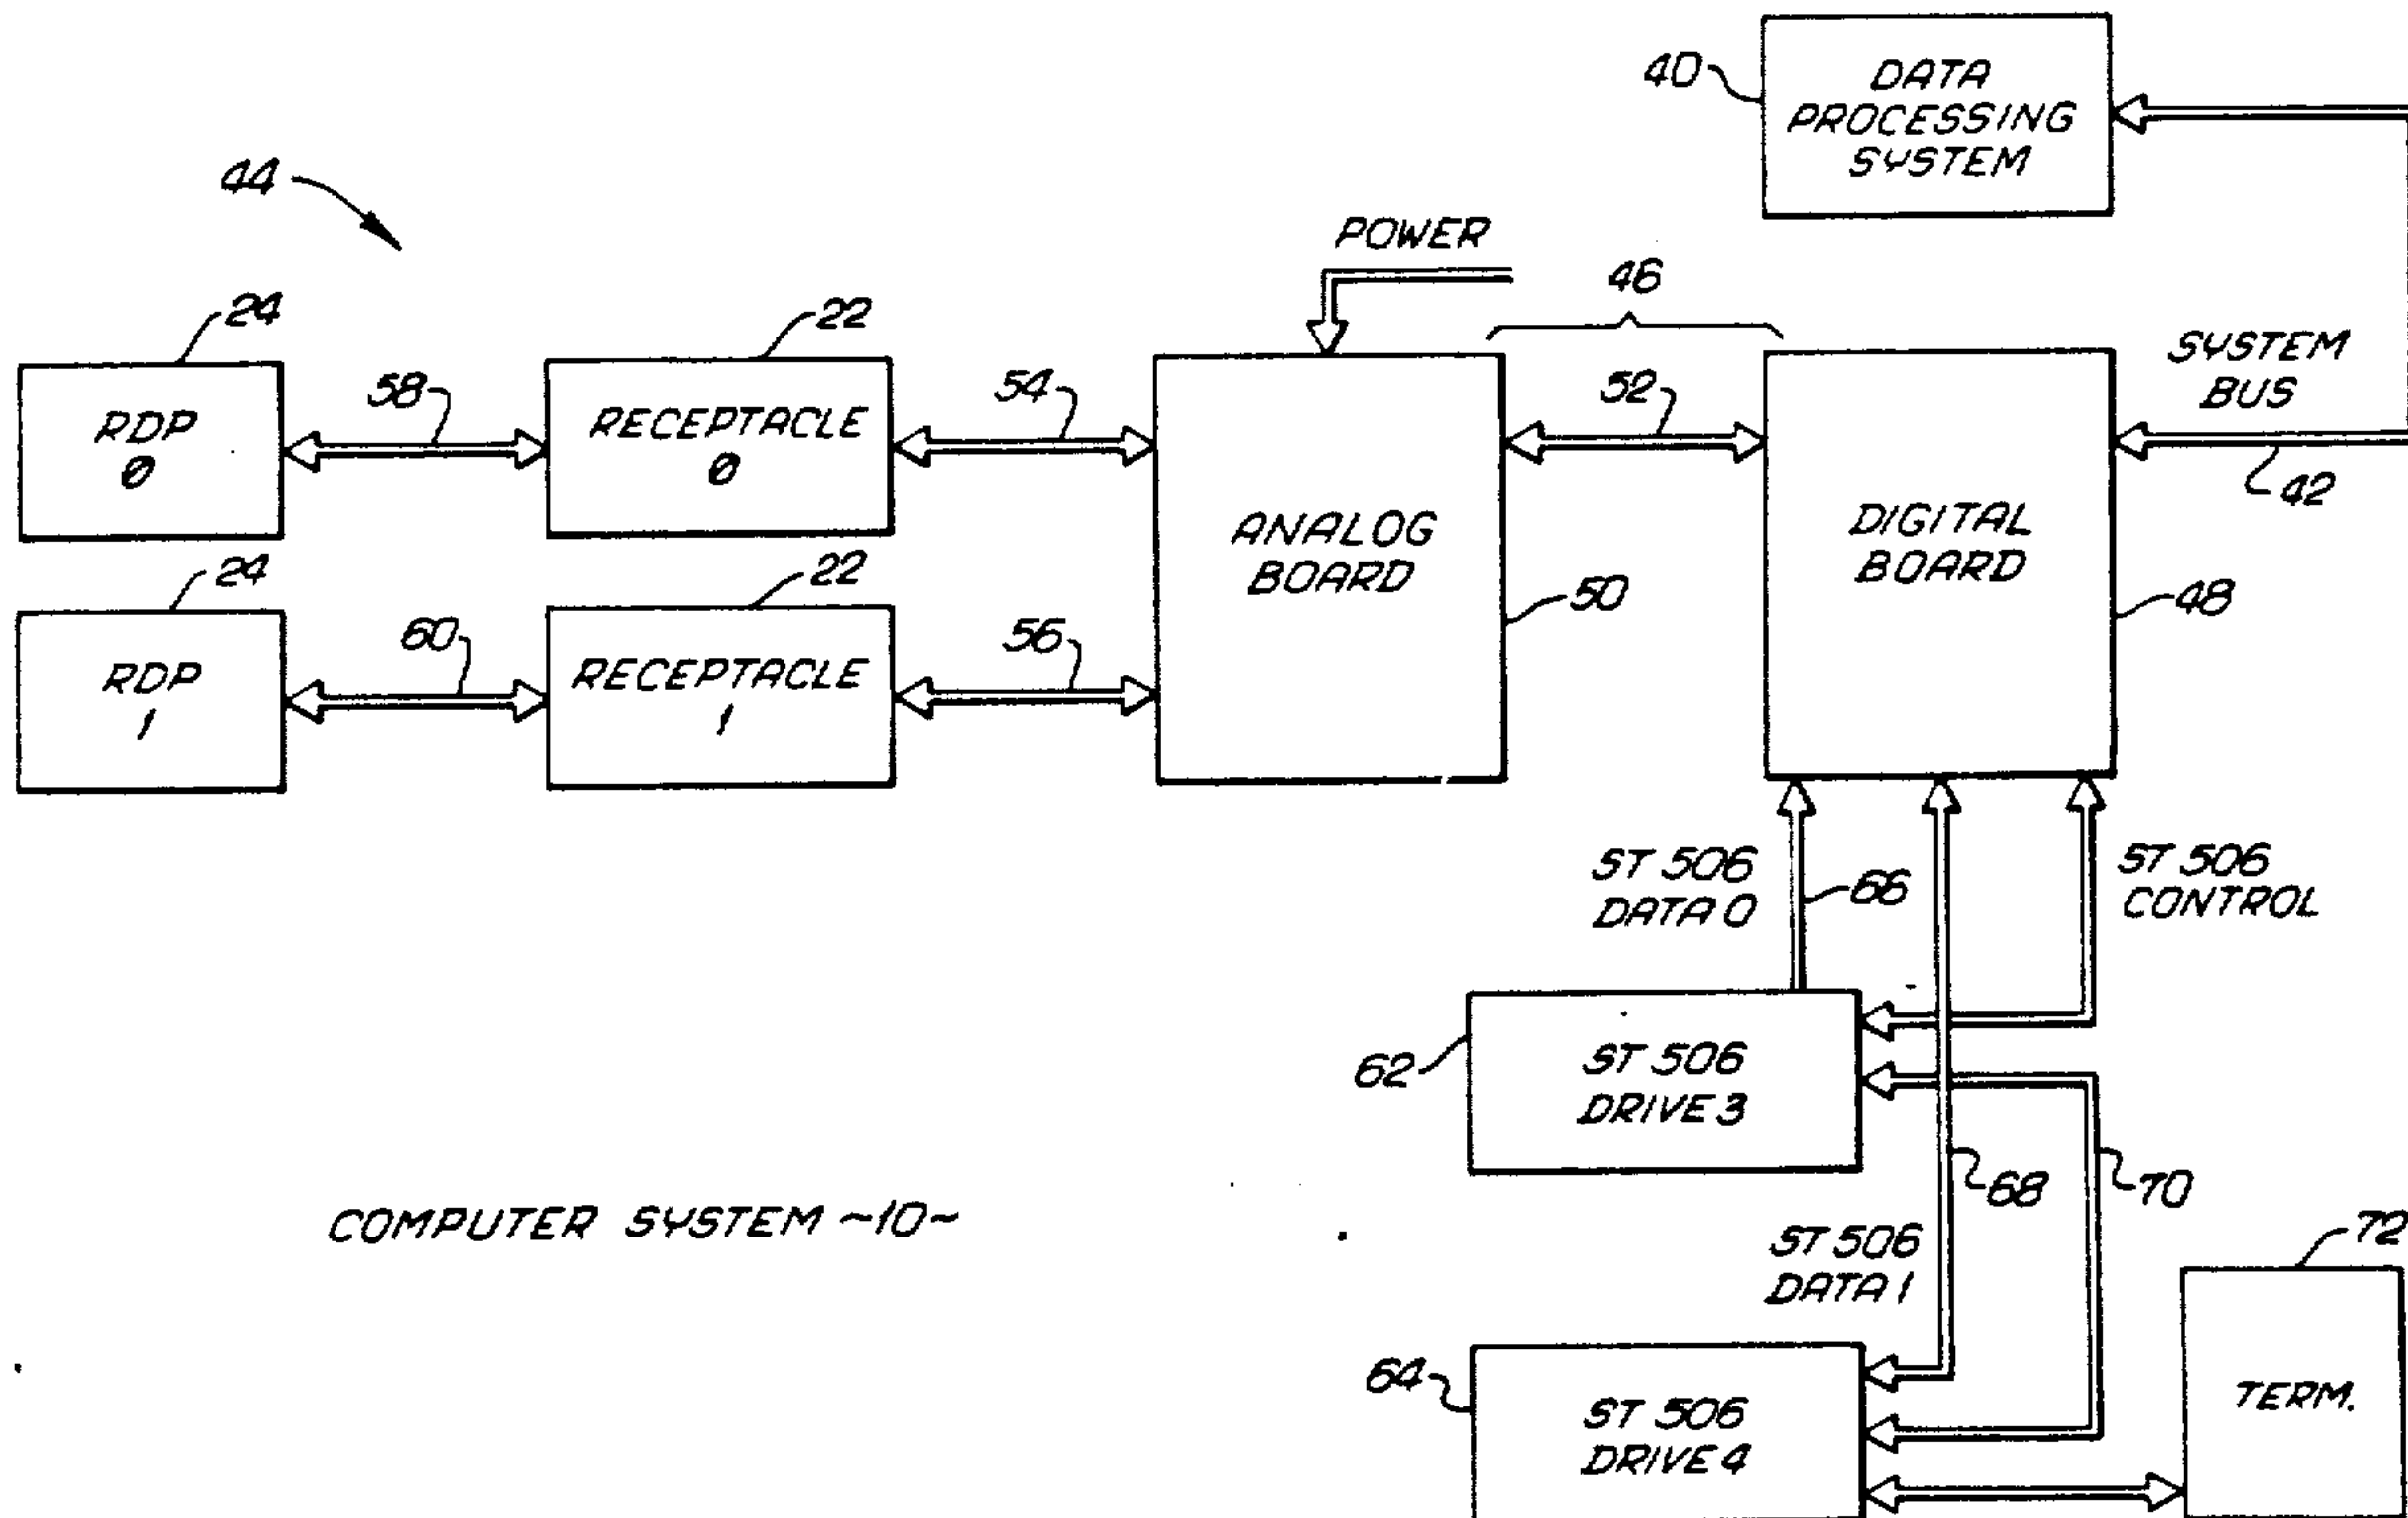 40
DATA
PROCESSING
SYSTEM
44
POWER
46
SYSTEM
BUS
42
24
RDP
0
58
22
RECEPTACLE
0
54
ANALOG
BOARD
50
52
DIGITAL
BOARD
48
24
RDP
1
60
22
RECEPTACLE
1
56
ST 506
DATA 0
66
ST 506
CONTROL
62
ST 506
DRIVE 3
68
70
COMPUTER SYSTEM ~10~
ST 506
DATA 1
72
TERM.
64
ST 506
DRIVE 4